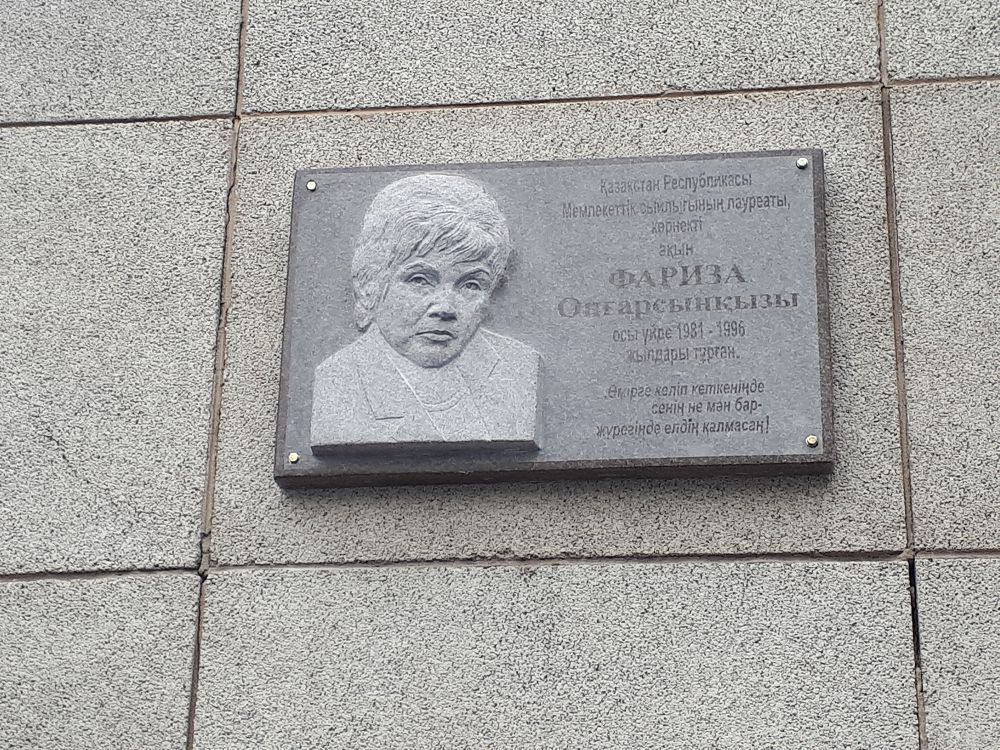 Қазақстан Республикасы
Мемлекеттік сыйлығының лауреаты,
көрнекті
ақын
ФАРИЗА
Оңғарсынқызы
осы үйде 1981 - 1996
жылдары тұрған.
Өмірге келіп кеткеніңде
сенің не мән бар-
жүрегінде елдің қалмасаң!